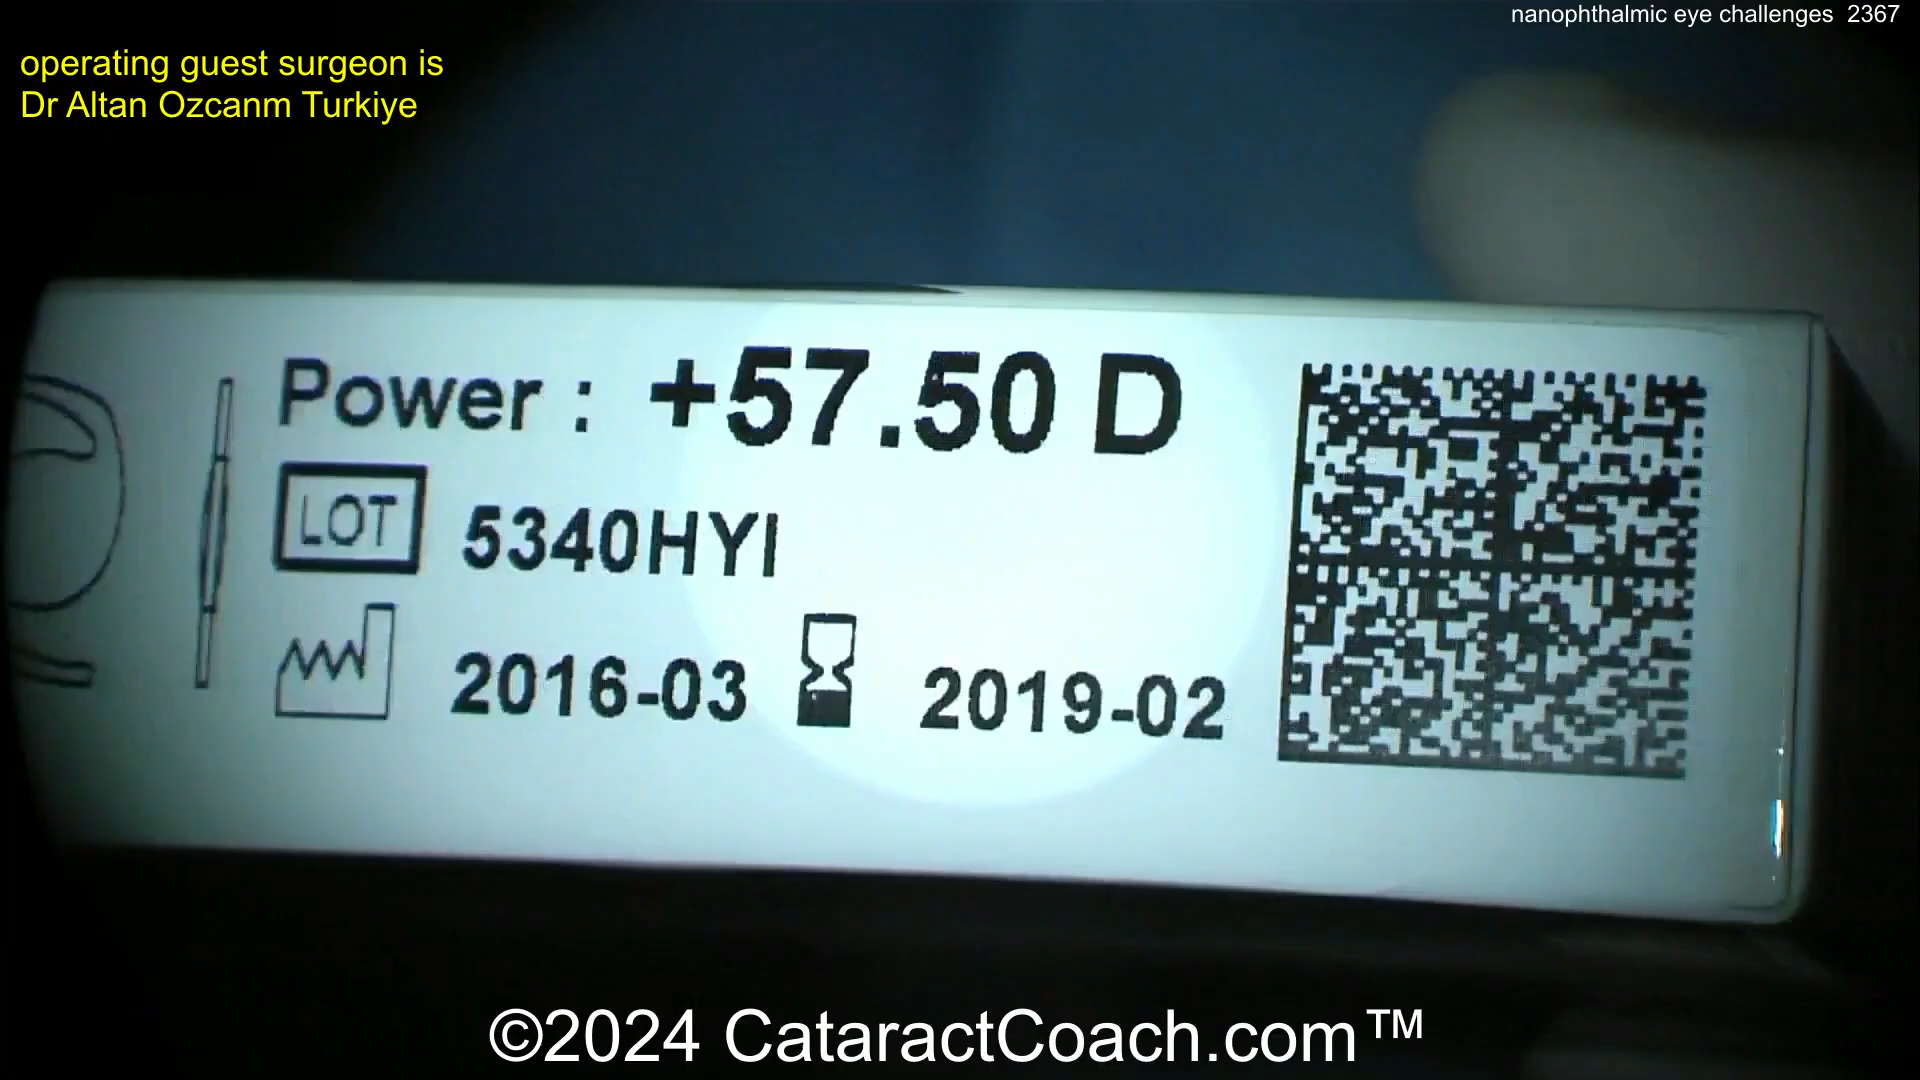 nanophthalmic eye challenges 2367
operating guest surgeon is
Dr Altan Ozcanm Turkiye
Power : +57.50 D
LOT 5340HYI
2016-03 2019-02
©2024 CataractCoach.com™